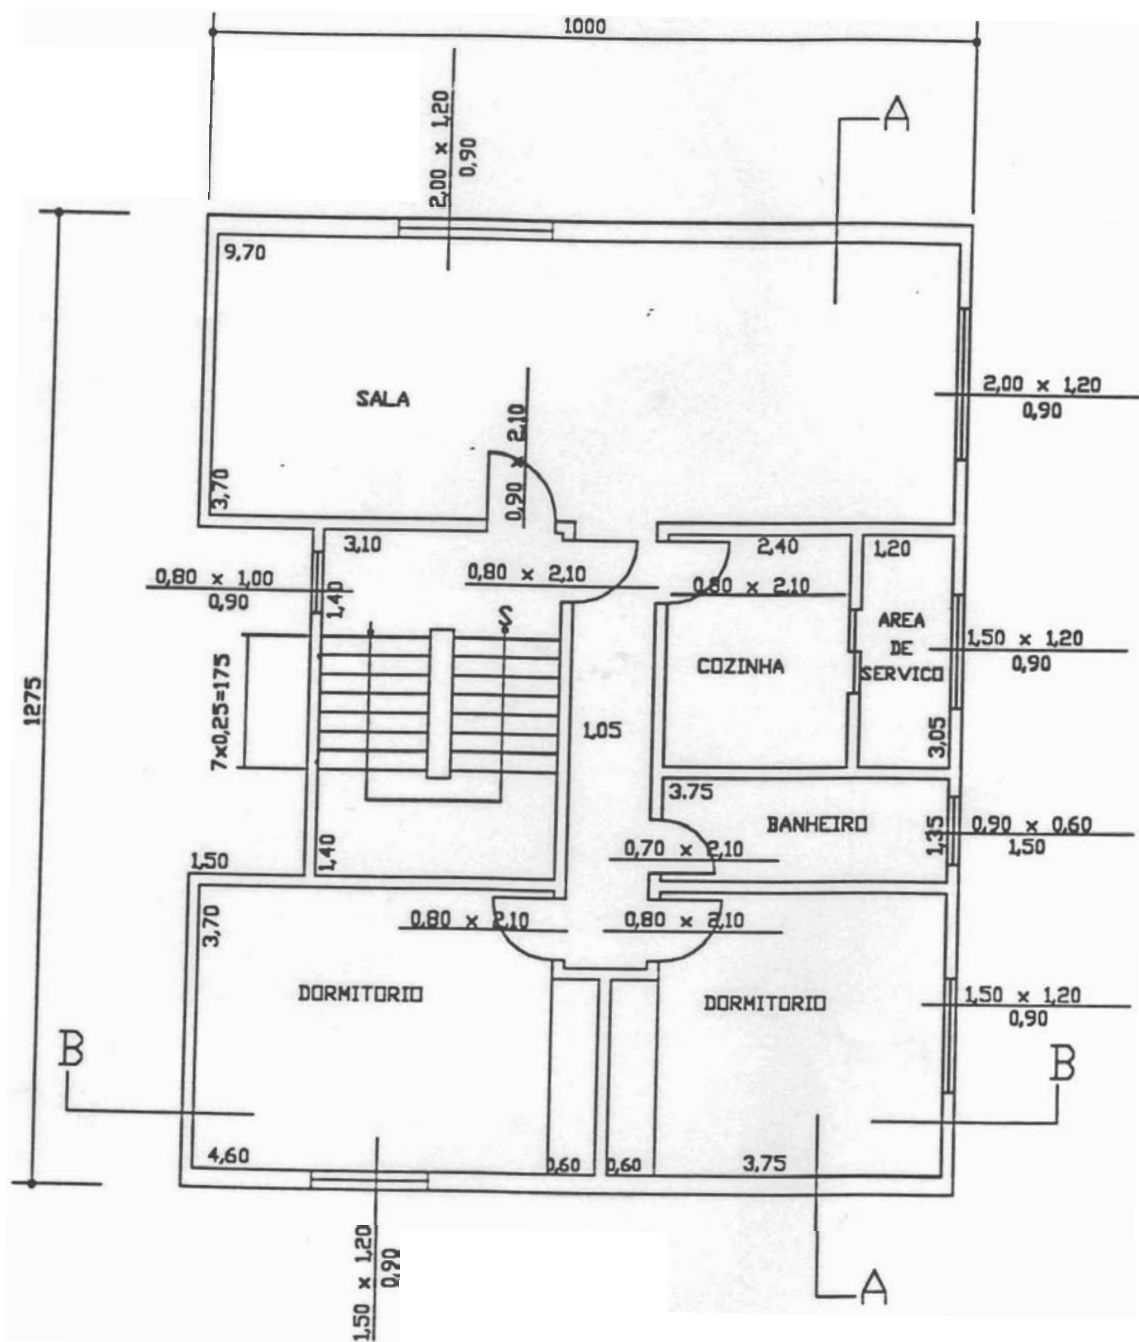 1000
2,00 x 1,20
0,90
A
9,70
SALA
2,00 x 1,20
0,90
3,70
0,90 x 2,10
3,10
2,40
1,20
0,80 x 1,00
0,90
1,40
0,80 x 2,10
0,80 x 2,10
S
AREA
DE
SERVICO
1,50 x 1,20
0,90
COZINHA
1275
7x0,25=175
1,05
3,05
3.75
BANHEIRO
1,35
0,90 x 0,60
1,50
1,50
1,40
0,70 x 2,10
3,70
0,80 x 2,10
0,80 x 2,10
DORMITORIO
DORMITORIO
1,50 x 1,20
0,90
B
B
4,60
0,60
0,60
3,75
1,50 x 1,20
0,90
A